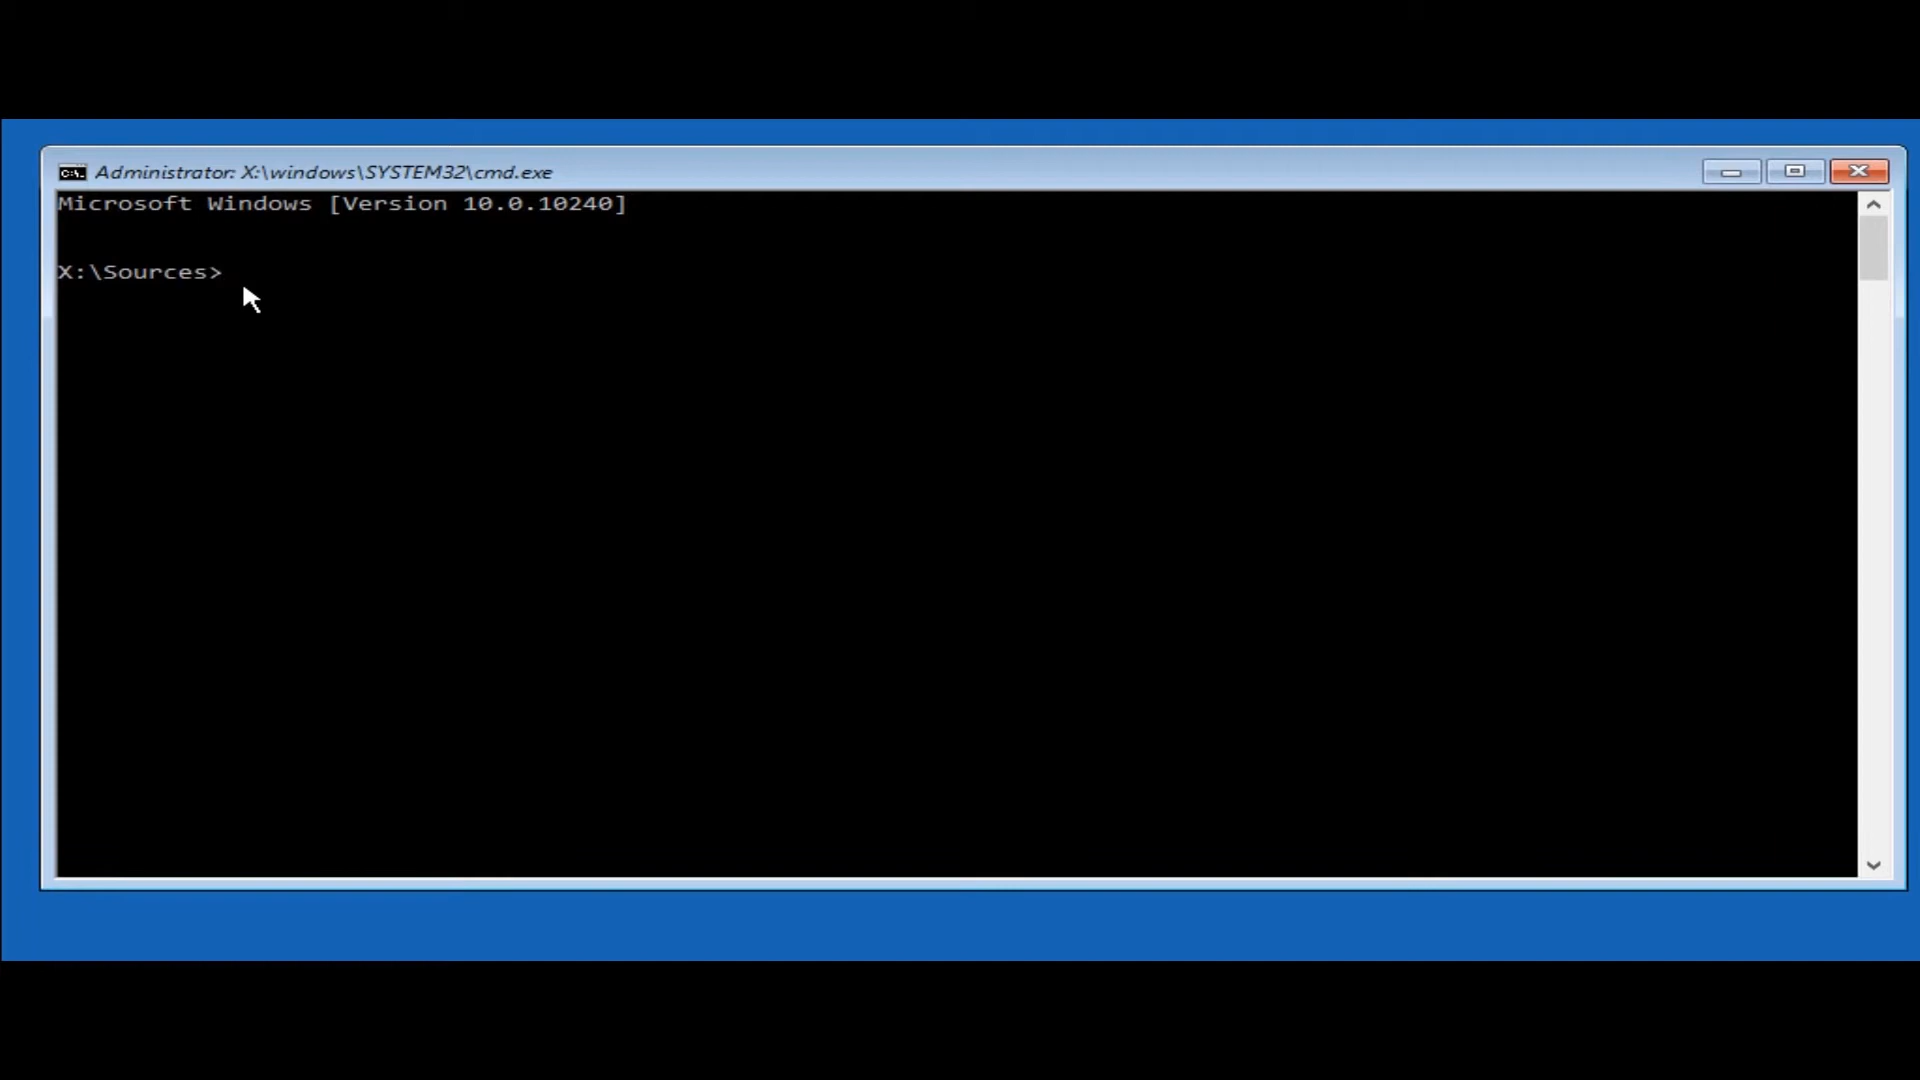 Administrator: X:\windows\SYSTEM32\cmd.exe
Microsoft Windows [Version 10.0.10240]
X:\Sources>